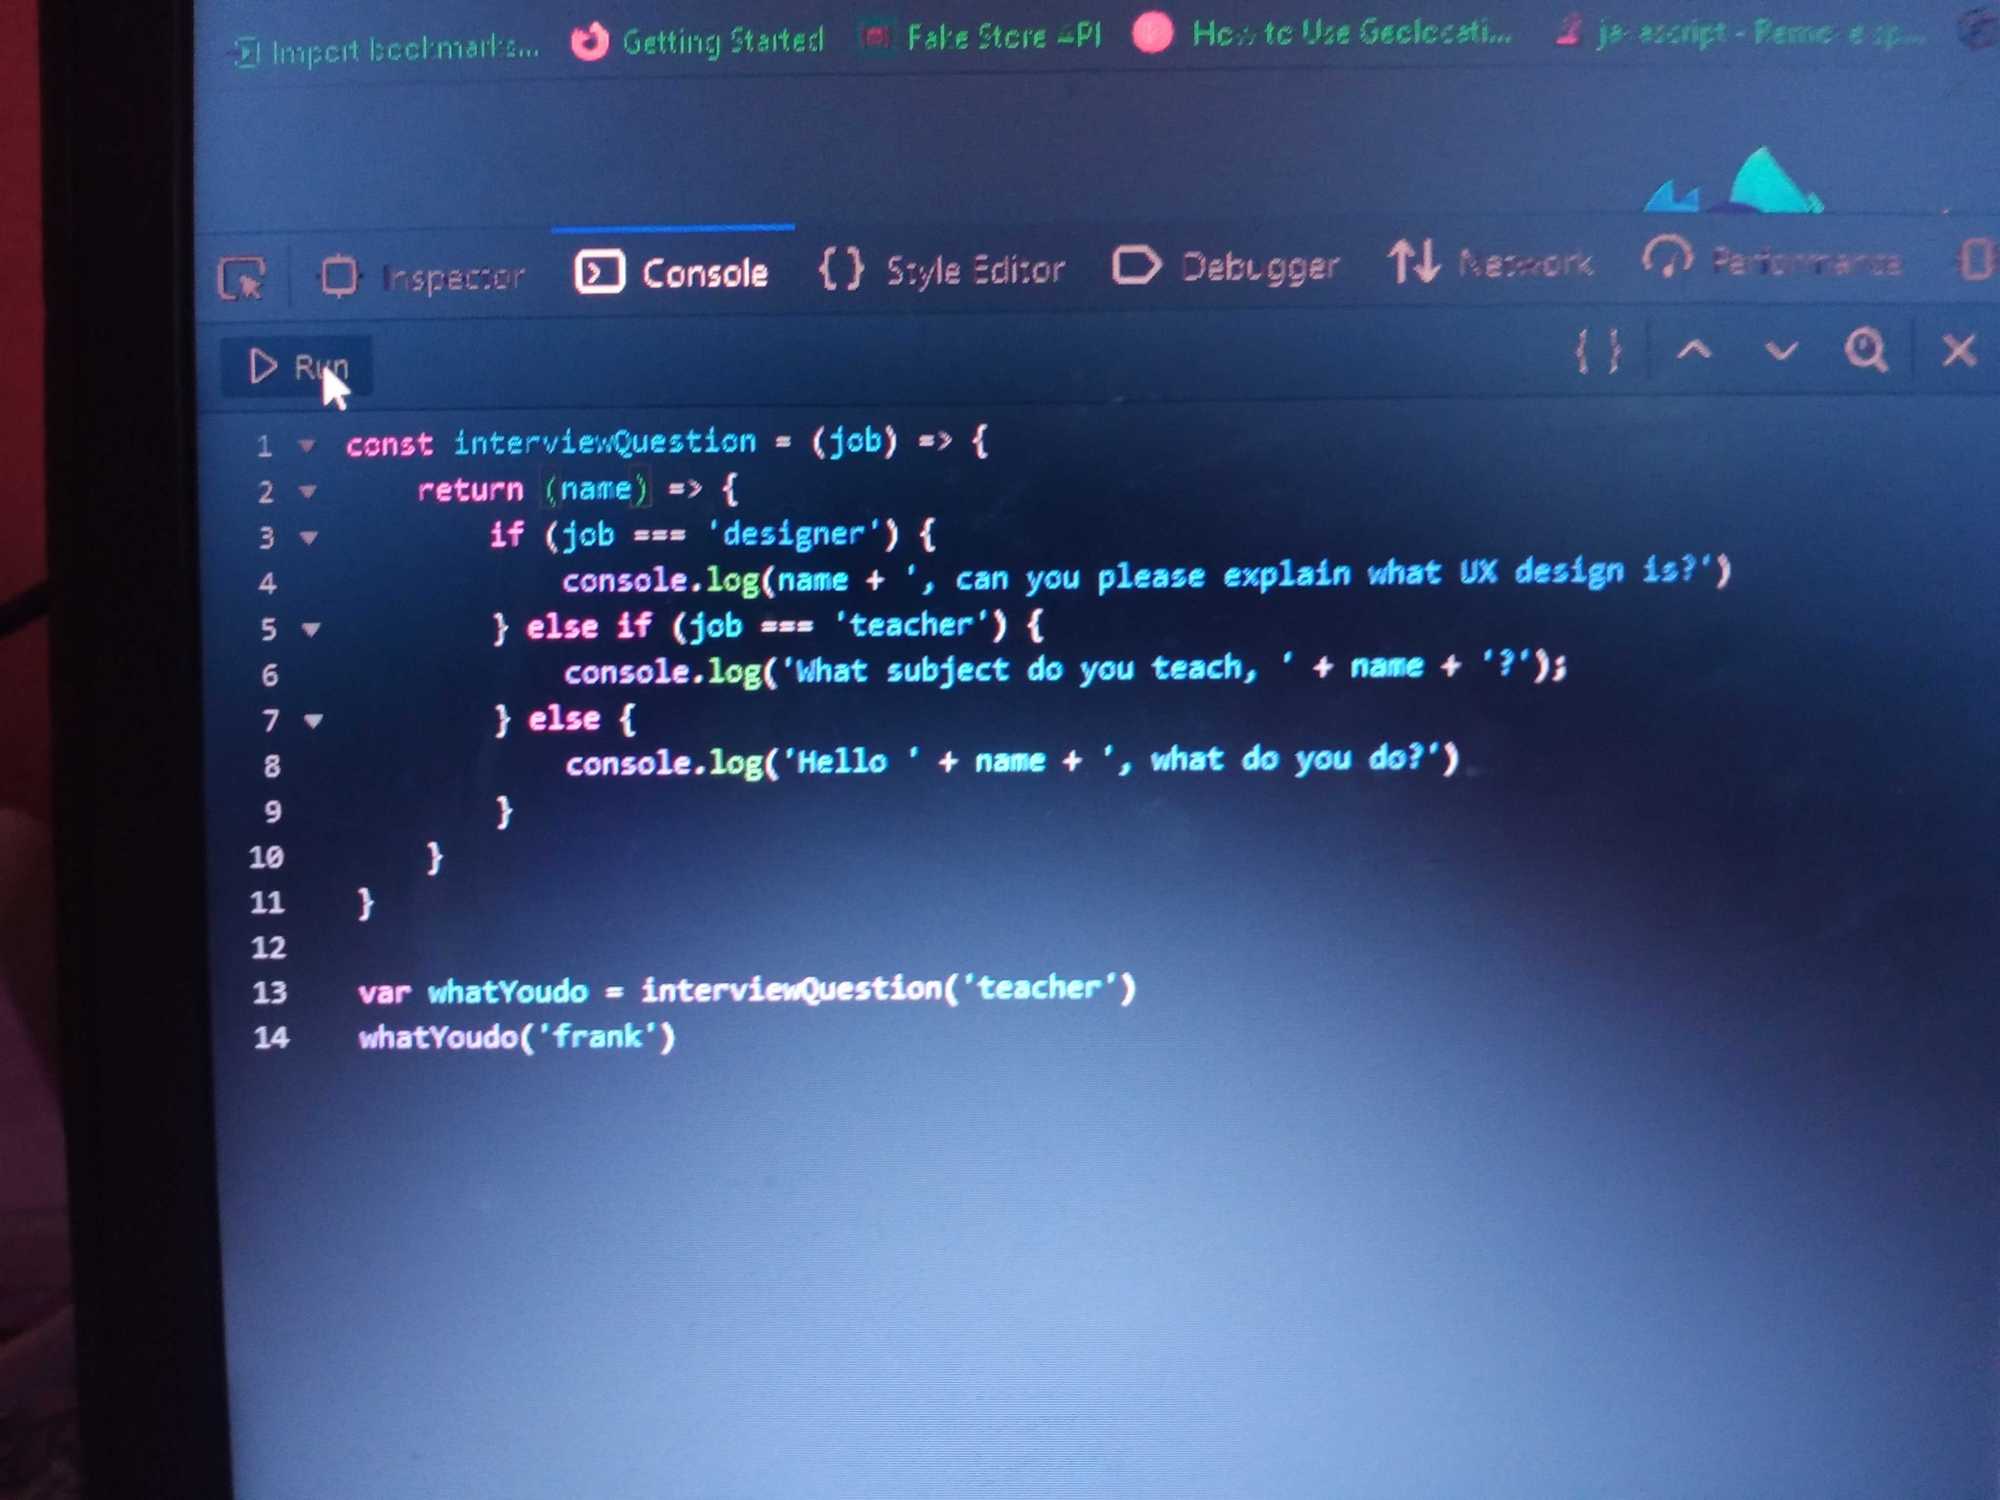 Import bookmarks... Getting Started Fake Store API How to Use Geolocati... javascript - Remove sp...
Inspector Console Style Editor Debugger Network Performance
Run
1 const interviewQuestion = (job) => {
2 return (name) => {
3 if (job === 'designer') {
4 console.log(name + ', can you please explain what UX design is?')
5 } else if (job === 'teacher') {
6 console.log('What subject do you teach, ' + name + '?');
7 } else {
8 console.log('Hello ' + name + ', what do you do?')
9 }
10 }
11 }
12
13 var whatYoudo = interviewQuestion('teacher')
14 whatYoudo('frank')